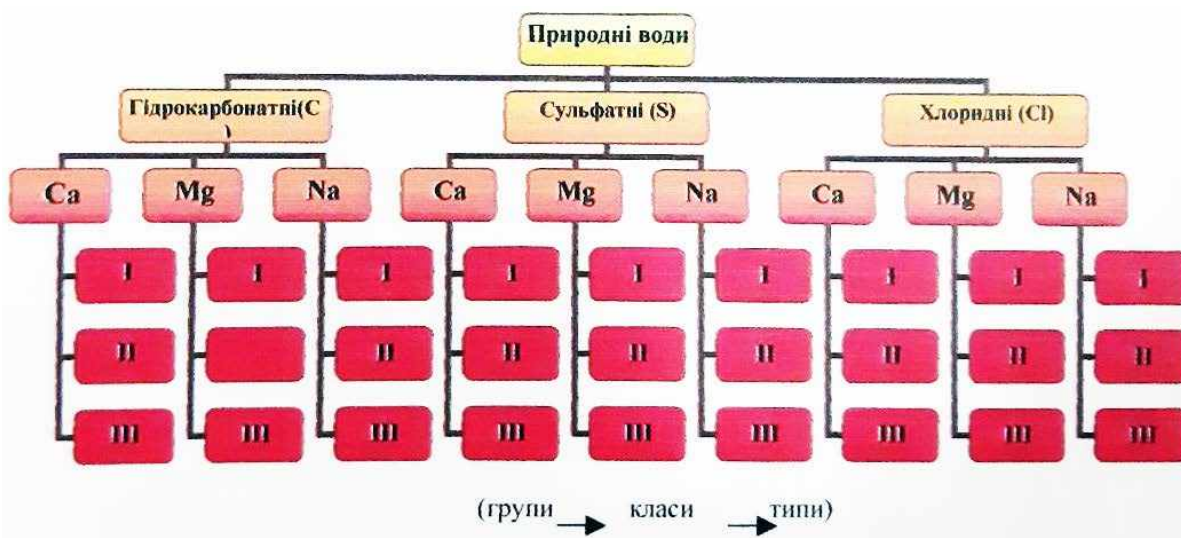 Природні води
Гідрокарбонатні(С
)
Сульфатні (S)
Хлоридні (Cl)
Ca Mg Na Ca Mg Na Ca Mg Na
I I I I I I I I I
II II II II II II II II
III III III III III III III III III
(групи → класи → типи)